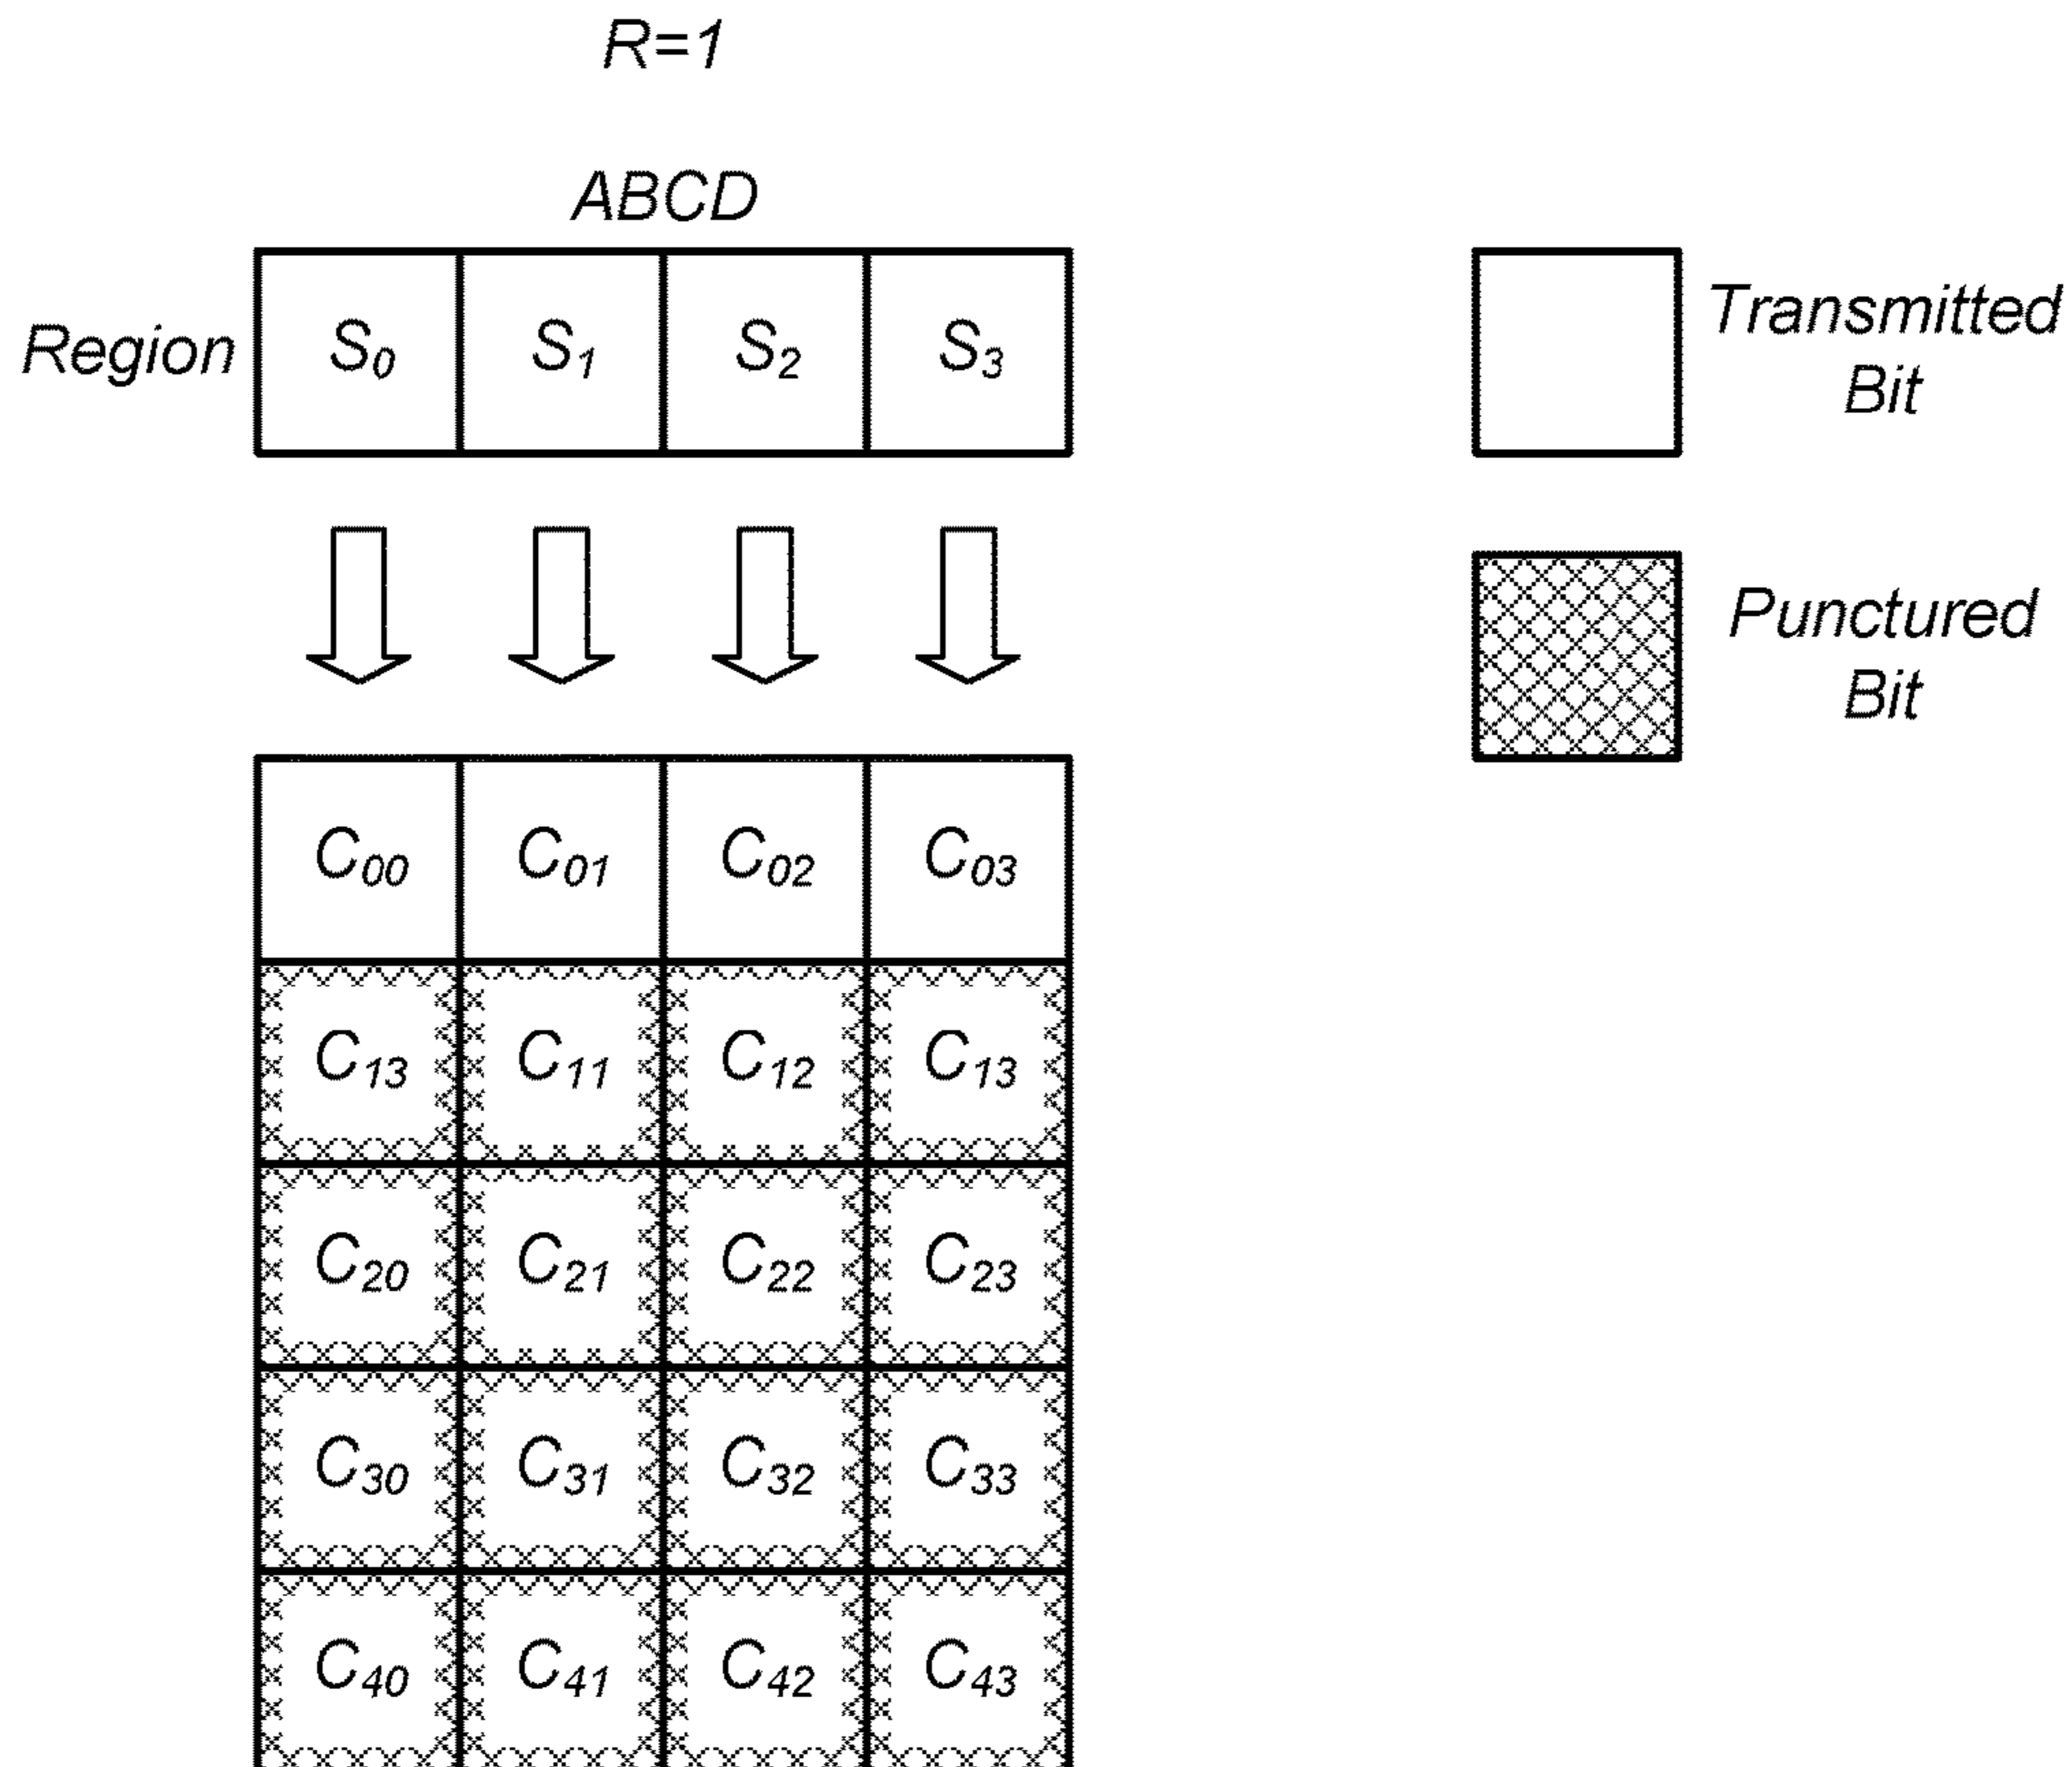 R=1
ABCD
Region S₀ S₁ S₂ S₃
Transmitted
Bit
Punctured
Bit
C₀₀ C₀₁ C₀₂ C₀₃
C₁₃ C₁₁ C₁₂ C₁₃
C₂₀ C₂₁ C₂₂ C₂₃
C₃₀ C₃₁ C₃₂ C₃₃
C₄₀ C₄₁ C₄₂ C₄₃